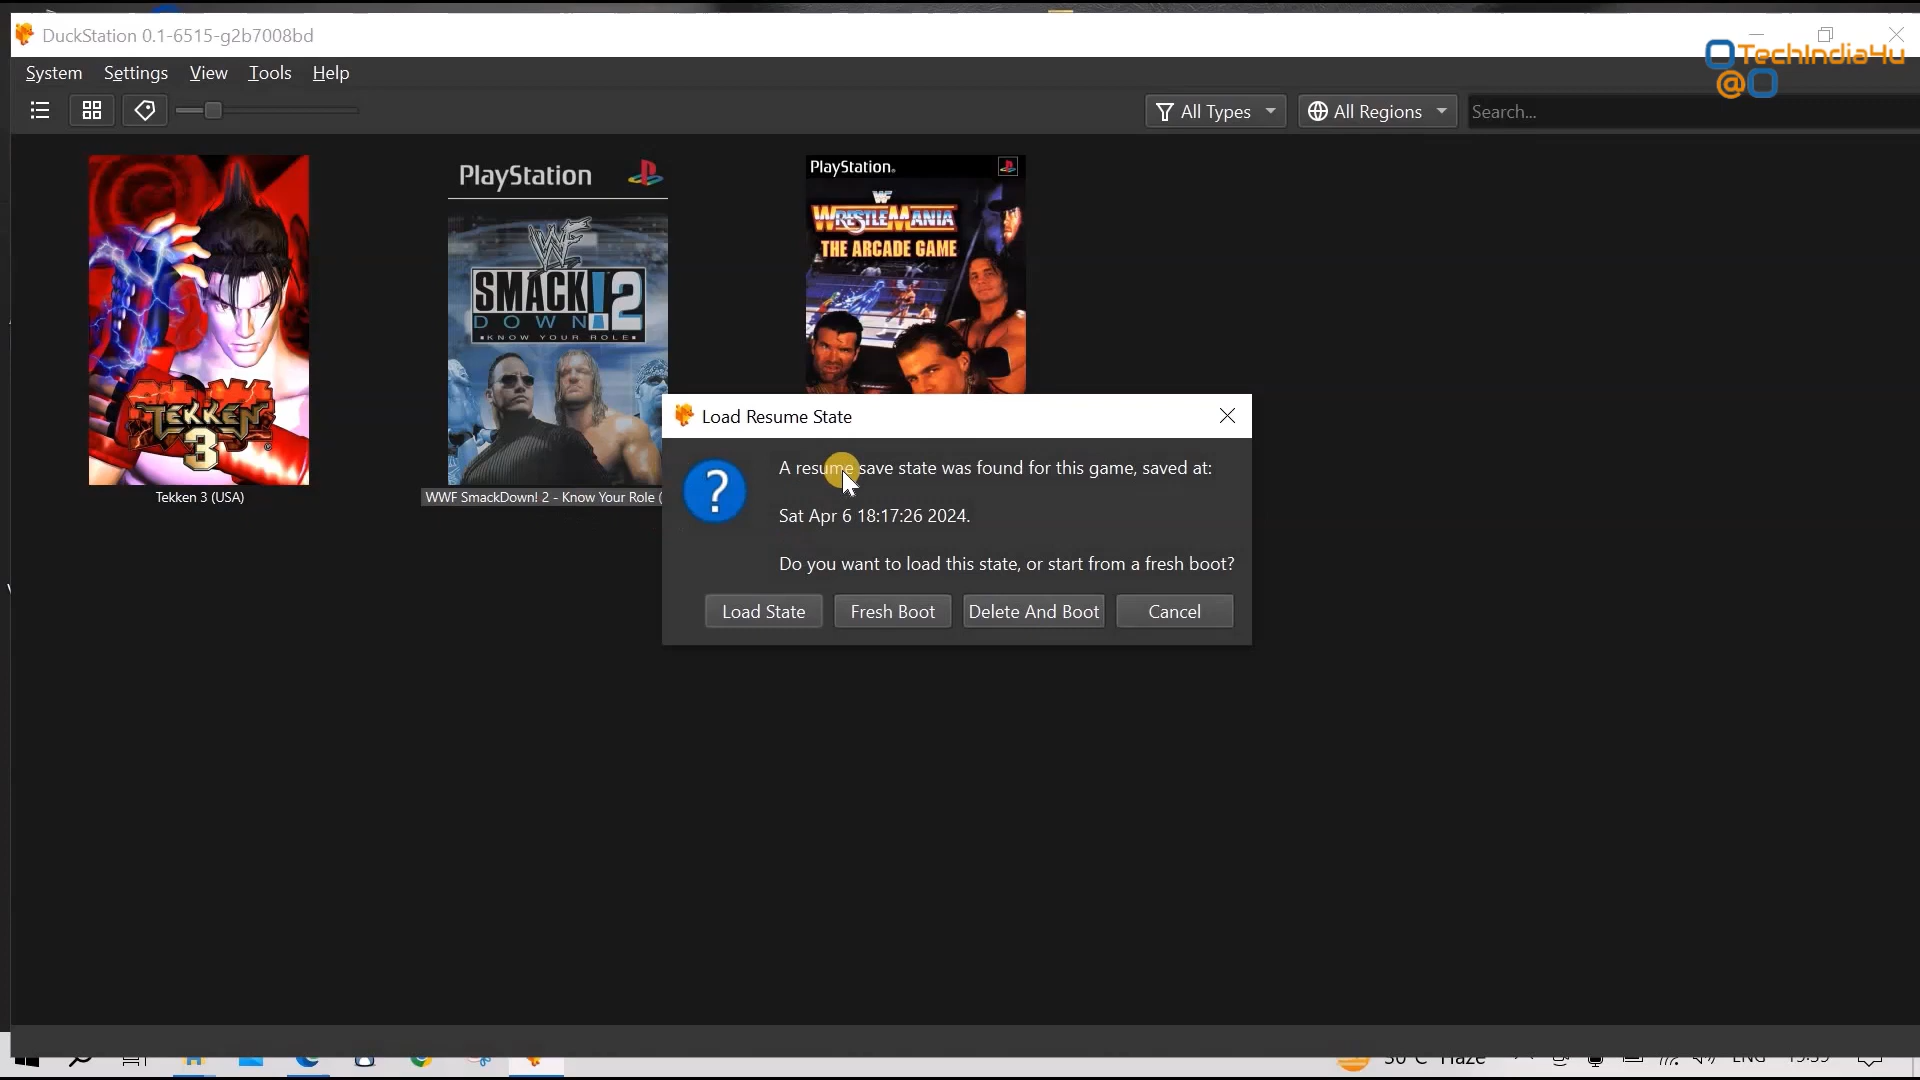 DuckStation 0.1-6515-g2b7008bd
TechIndia4u
@
System Settings View Tools Help
All Types All Regions Search...
PlayStation
PlayStation
WF
WRESTLEMANIA
THE ARCADE GAME
WF
SMACK
DOWN! 2
KNOW YOUR ROLE
TEKKEN
3
Tekken 3 (USA)
WWF SmackDown! 2 - Know Your Role (
Load Resume State
A resume save state was found for this game, saved at:
Sat Apr 6 18:17:26 2024.
Do you want to load this state, or start from a fresh boot?
Load State Fresh Boot Delete And Boot Cancel
30°C Haze ENG